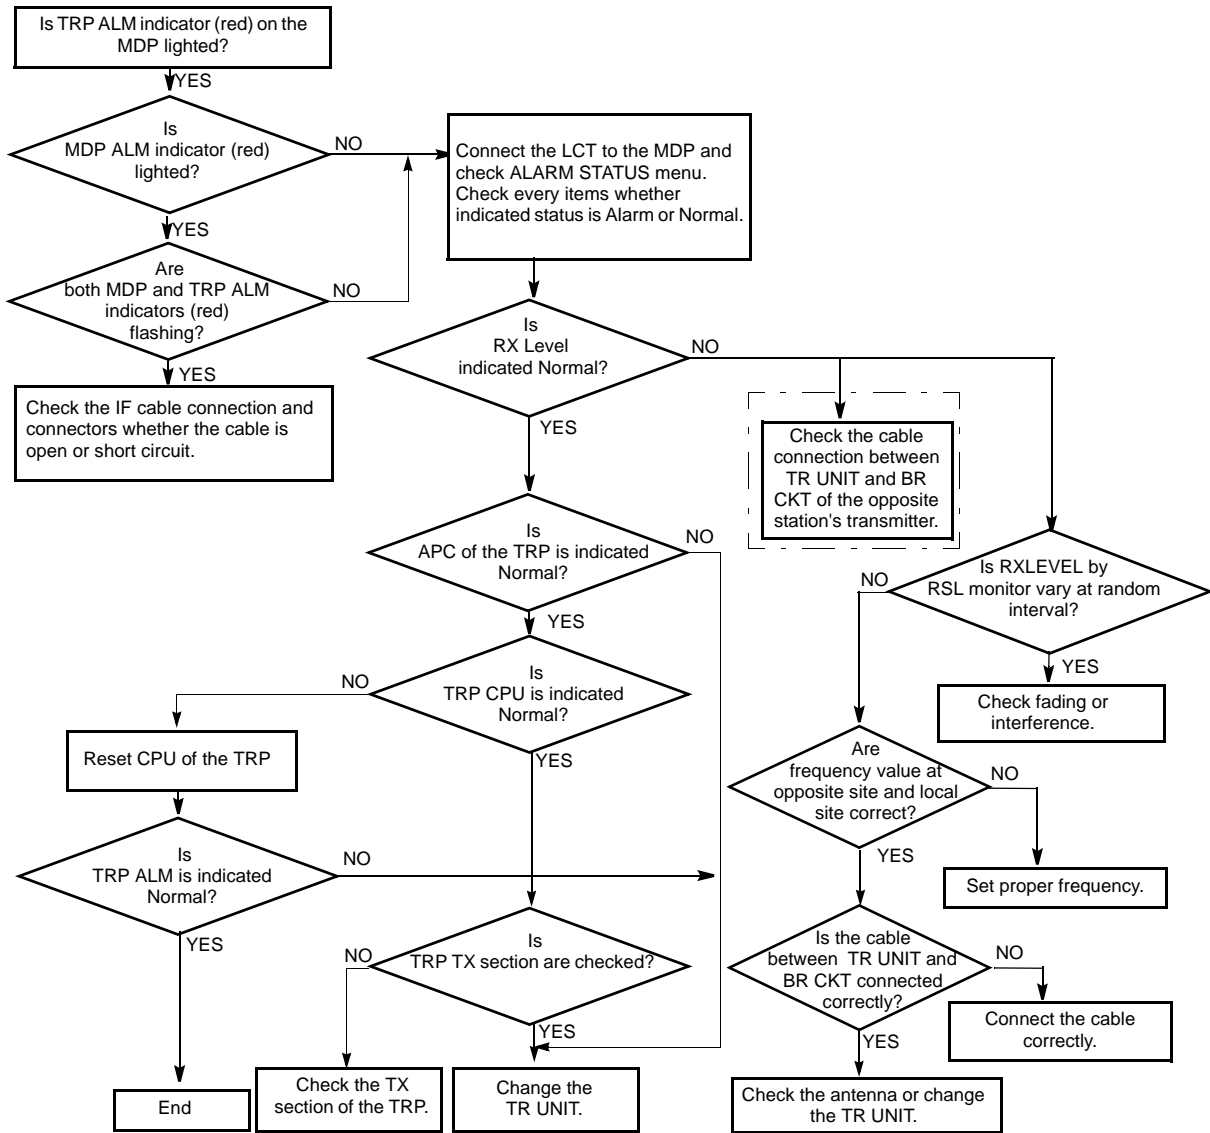 Is TRP ALM indicator (red) on the
MDP lighted?
YES
Is
MDP ALM indicator (red)
lighted?
NO
YES
Are
both MDP and TRP ALM
indicators (red)
flashing?
NO
YES
Check the IF cable connection and
connectors whether the cable is
open or short circuit.
Connect the LCT to the MDP and
check ALARM STATUS menu.
Check every items whether
indicated status is Alarm or Normal.
Is
RX Level
indicated Normal?
NO
YES
Check the cable
connection between
TR UNIT and BR
CKT of the opposite
station's transmitter.
Is
APC of the TRP is indicated
Normal?
NO
YES
Is RXLEVEL by
RSL monitor vary at random
interval?
NO
YES
Check fading or
interference.
Is
TRP CPU is indicated
Normal?
NO
YES
Reset CPU of the TRP
Are
frequency value at
opposite site and local
site correct?
NO
YES
Set proper frequency.
Is
TRP ALM is indicated
Normal?
NO
YES
Is
TRP TX section are checked?
NO
YES
Is the cable
between TR UNIT and
BR CKT connected
correctly?
NO
YES
Connect the cable
correctly.
End
Check the TX
section of the TRP.
Change the
TR UNIT.
Check the antenna or change
the TR UNIT.